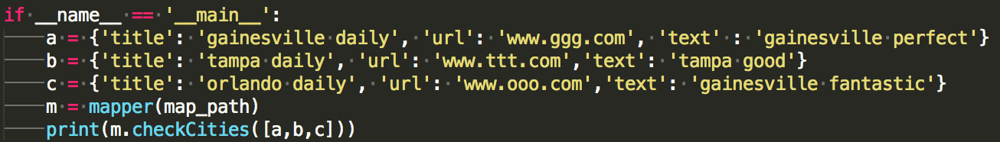 if __name__ == '__main__':
    a = {'title': 'gainesville daily', 'url': 'www.ggg.com', 'text' : 'gainesville perfect'}
    b = {'title': 'tampa daily', 'url': 'www.ttt.com','text': 'tampa good'}
    c = {'title': 'orlando daily', 'url': 'www.ooo.com','text': 'gainesville fantastic'}
    m = mapper(map_path)
    print(m.checkCities([a,b,c]))